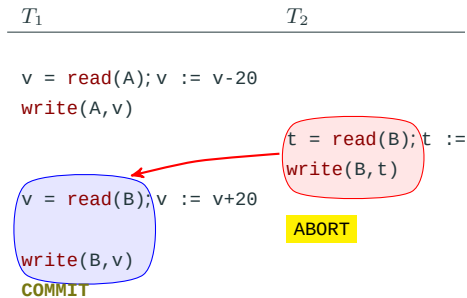 T₁ T₂
v = read(A); v := v-20
write(A,v)
t = read(B); t :=
write(B,t)
v = read(B); v := v+20
ABORT
write(B,v)
COMMIT